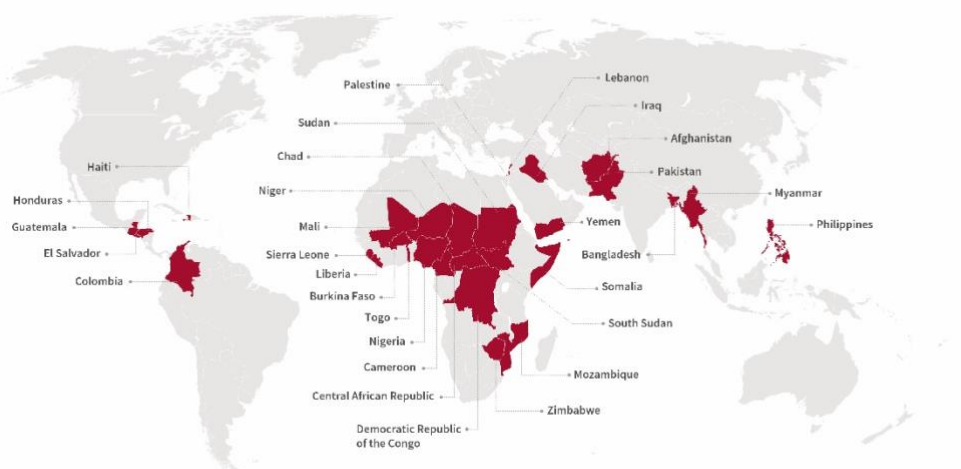 Palestine
Lebanon
Iraq
Sudan
Afghanistan
Chad
Haiti
Pakistan
Niger
Myanmar
Honduras
Guatemala
Mali
Yemen
Philippines
El Salvador
Sierra Leone
Bangladesh
Liberia
Colombia
Somalia
Burkina Faso
Togo
South Sudan
Nigeria
Cameroon
Mozambique
Central African Republic
Zimbabwe
Democratic Republic
of the Congo